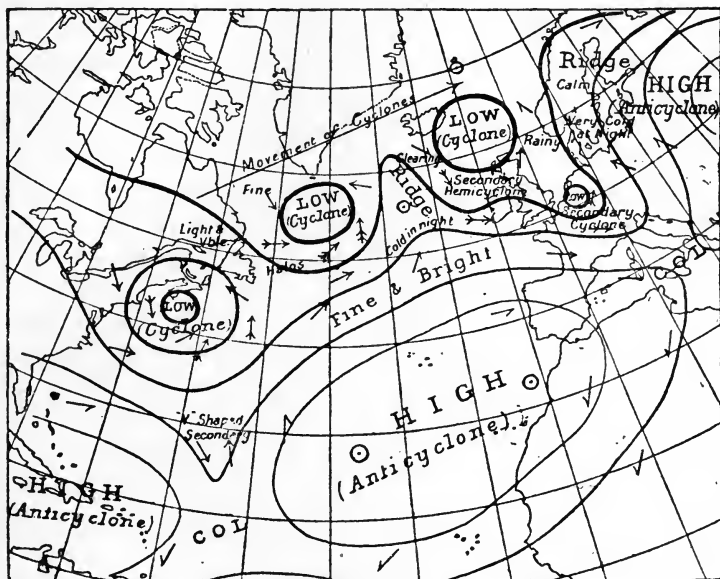 Ridge
Calm
HIGH
(Anticyclone)
Very Cold
at Night
LOW
(Cyclone)
Rainy
Movement of Cyclones
Clearing
Secondary
Hemicyclone
Fine
LOW
(Cyclone)
Ridge
LOW
Secondary
Cyclone
Light &
Vble
Halos
Cold in night
COL
LOW
(Cyclone)
Fine & Bright
HIGH
(Anticyclone)
V Shaped
Secondary
HIGH
(Anticyclone)
COL